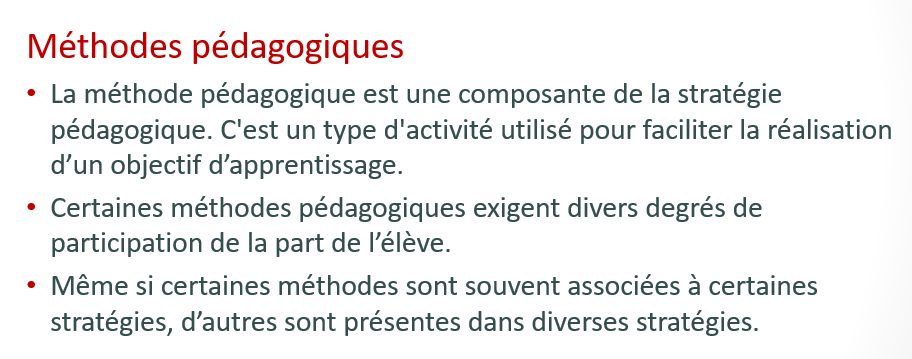 Méthodes pédagogiques
• La méthode pédagogique est une composante de la stratégie
pédagogique. C'est un type d'activité utilisé pour faciliter la réalisation
d’un objectif d’apprentissage.
• Certaines méthodes pédagogiques exigent divers degrés de
participation de la part de l’élève.
• Même si certaines méthodes sont souvent associées à certaines
stratégies, d’autres sont présentes dans diverses stratégies.